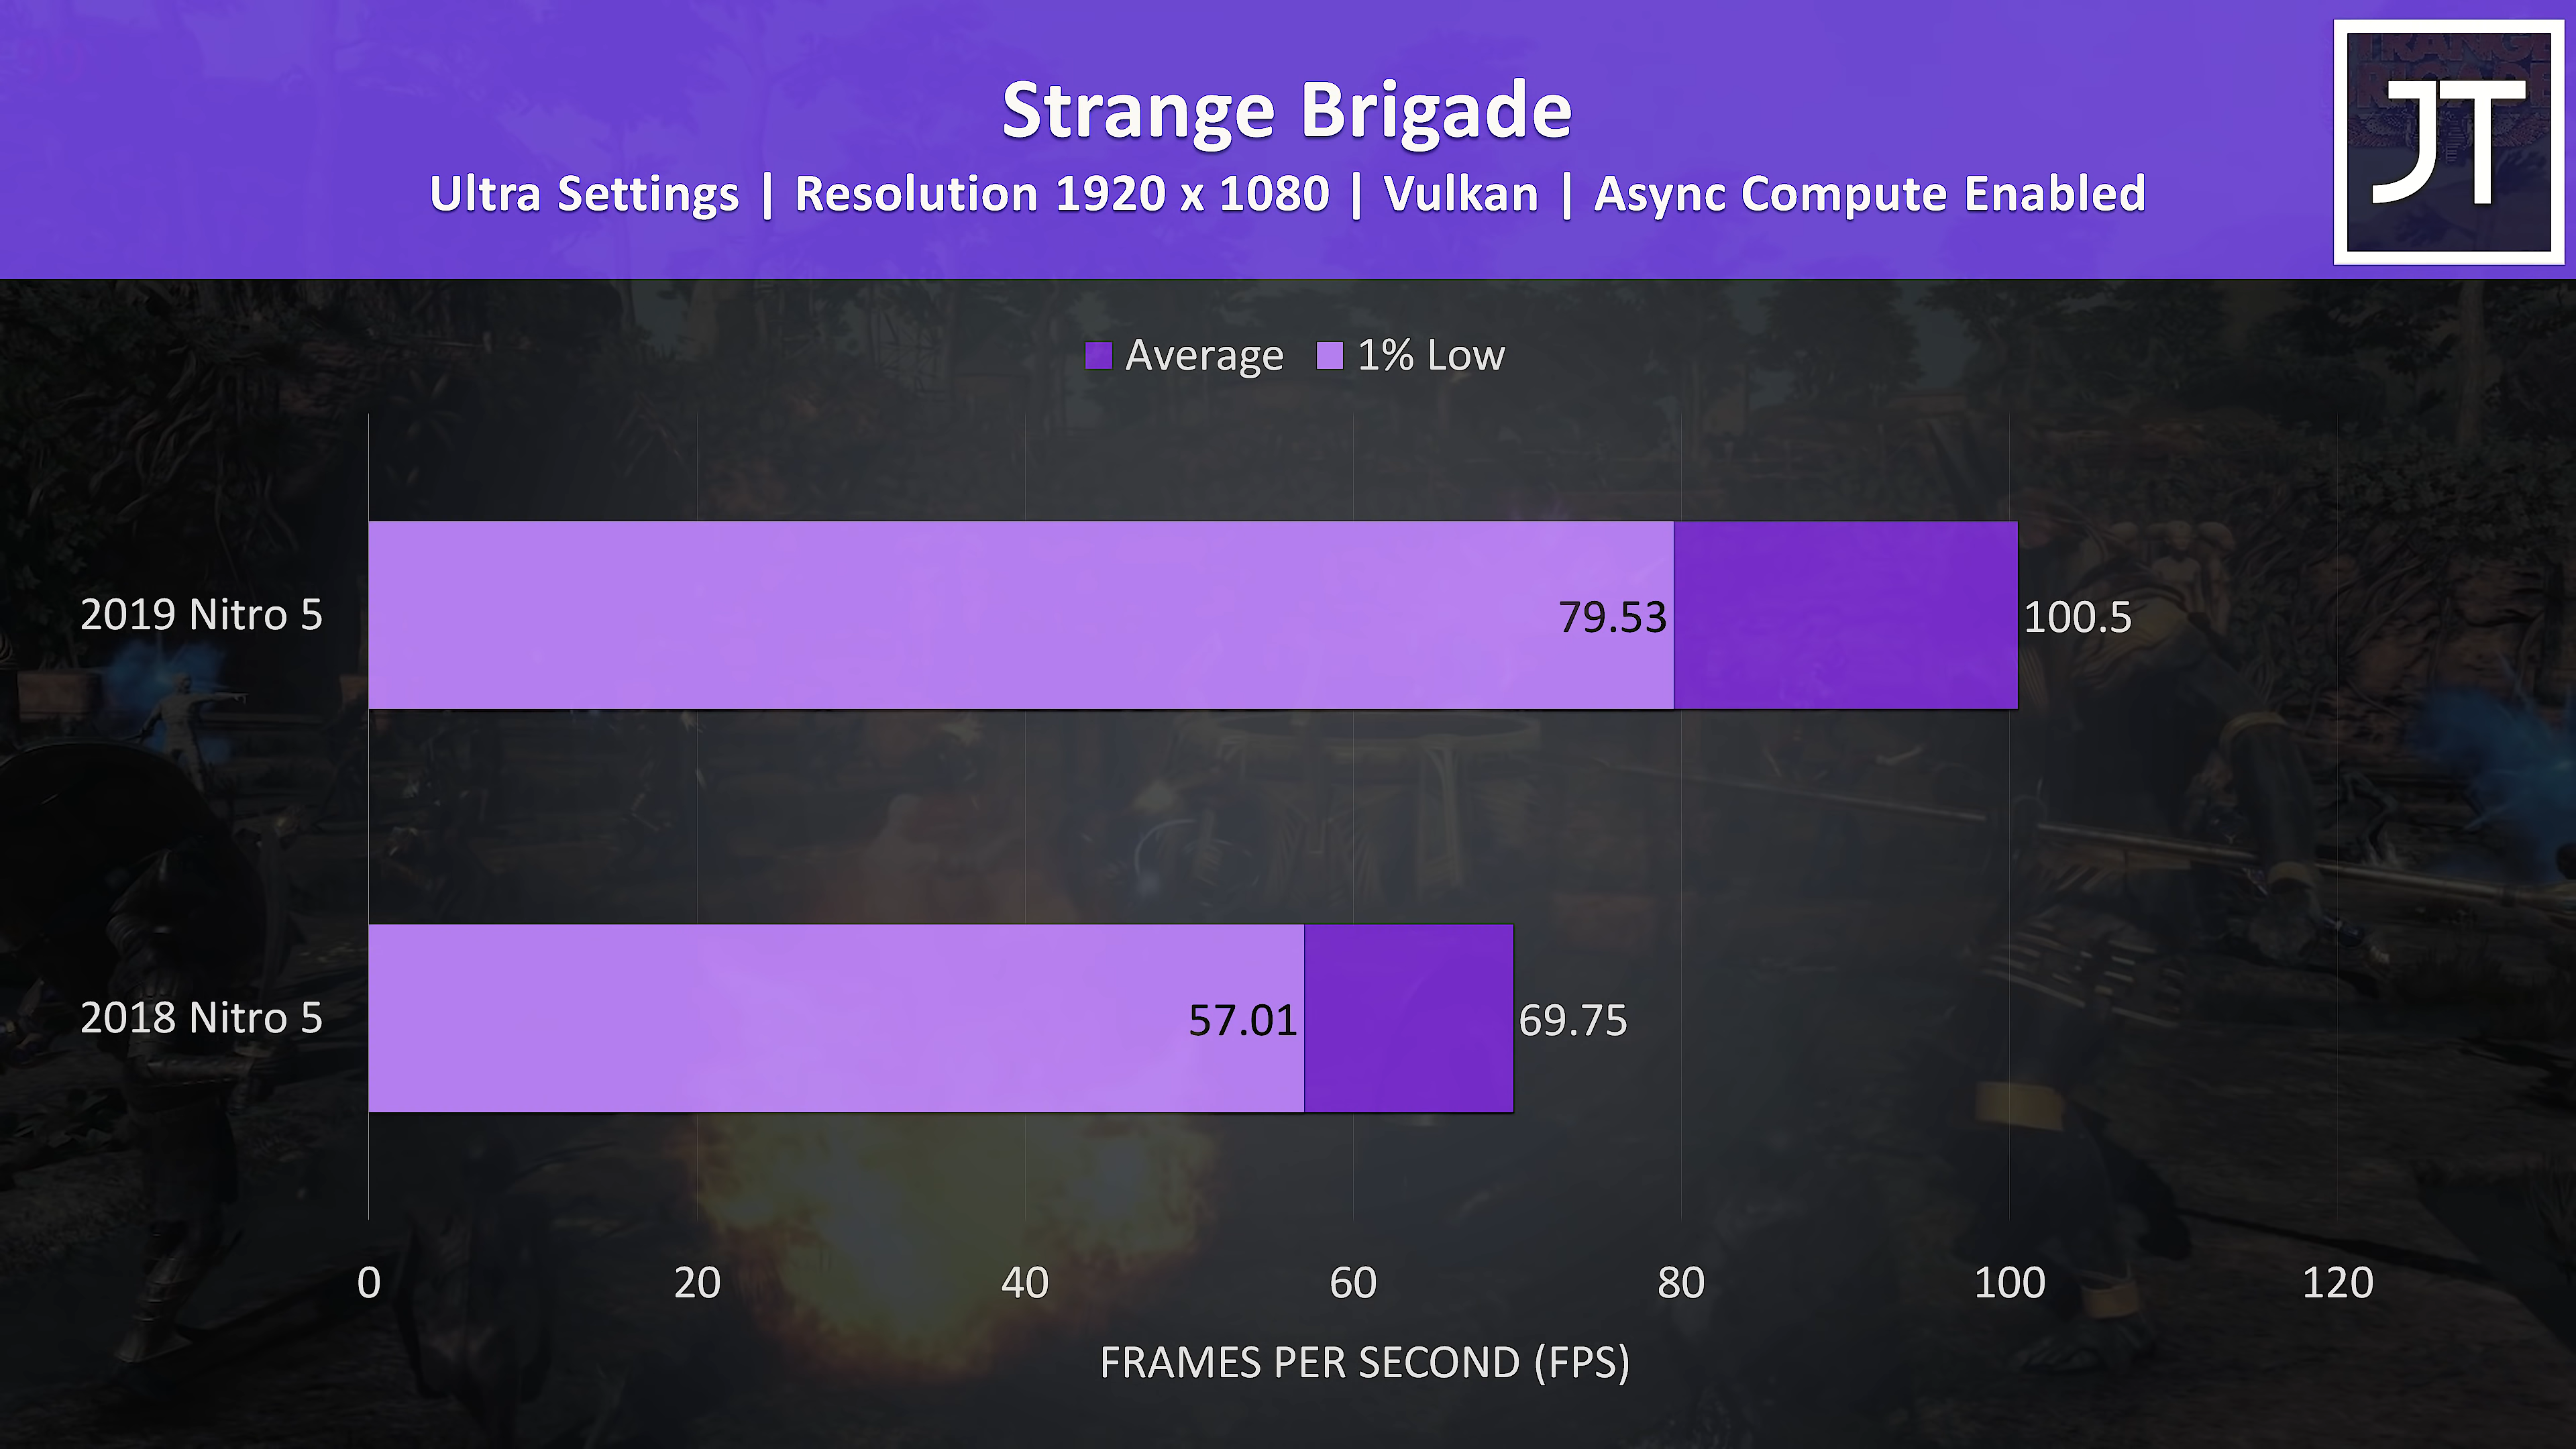 Strange Brigade
Ultra Settings | Resolution 1920 x 1080 | Vulkan | Async Compute Enabled
JT
Average 1% Low
2019 Nitro 5 79.53 100.5
2018 Nitro 5 57.01 69.75
0 20 40 60 80 100 120
FRAMES PER SECOND (FPS)